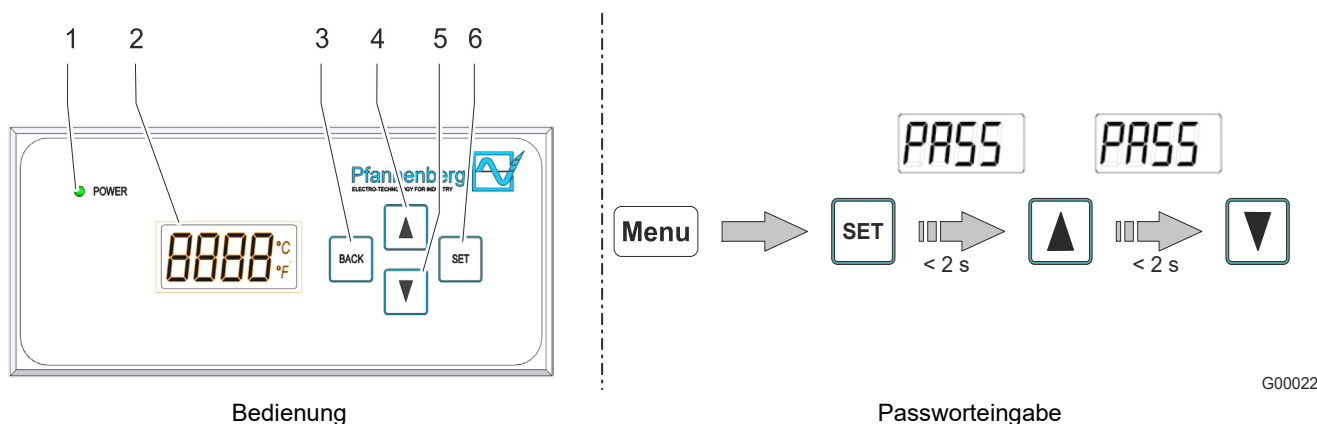 1 2 3 4 5 6
POWER
Pfannenberg
ELECTRO-TECHNOLOGY FOR INDUSTRY
8888 °C °F
BACK
SET
Bedienung
PASS PASS
Menu
SET
< 2 s < 2 s
G00022
Passworteingabe